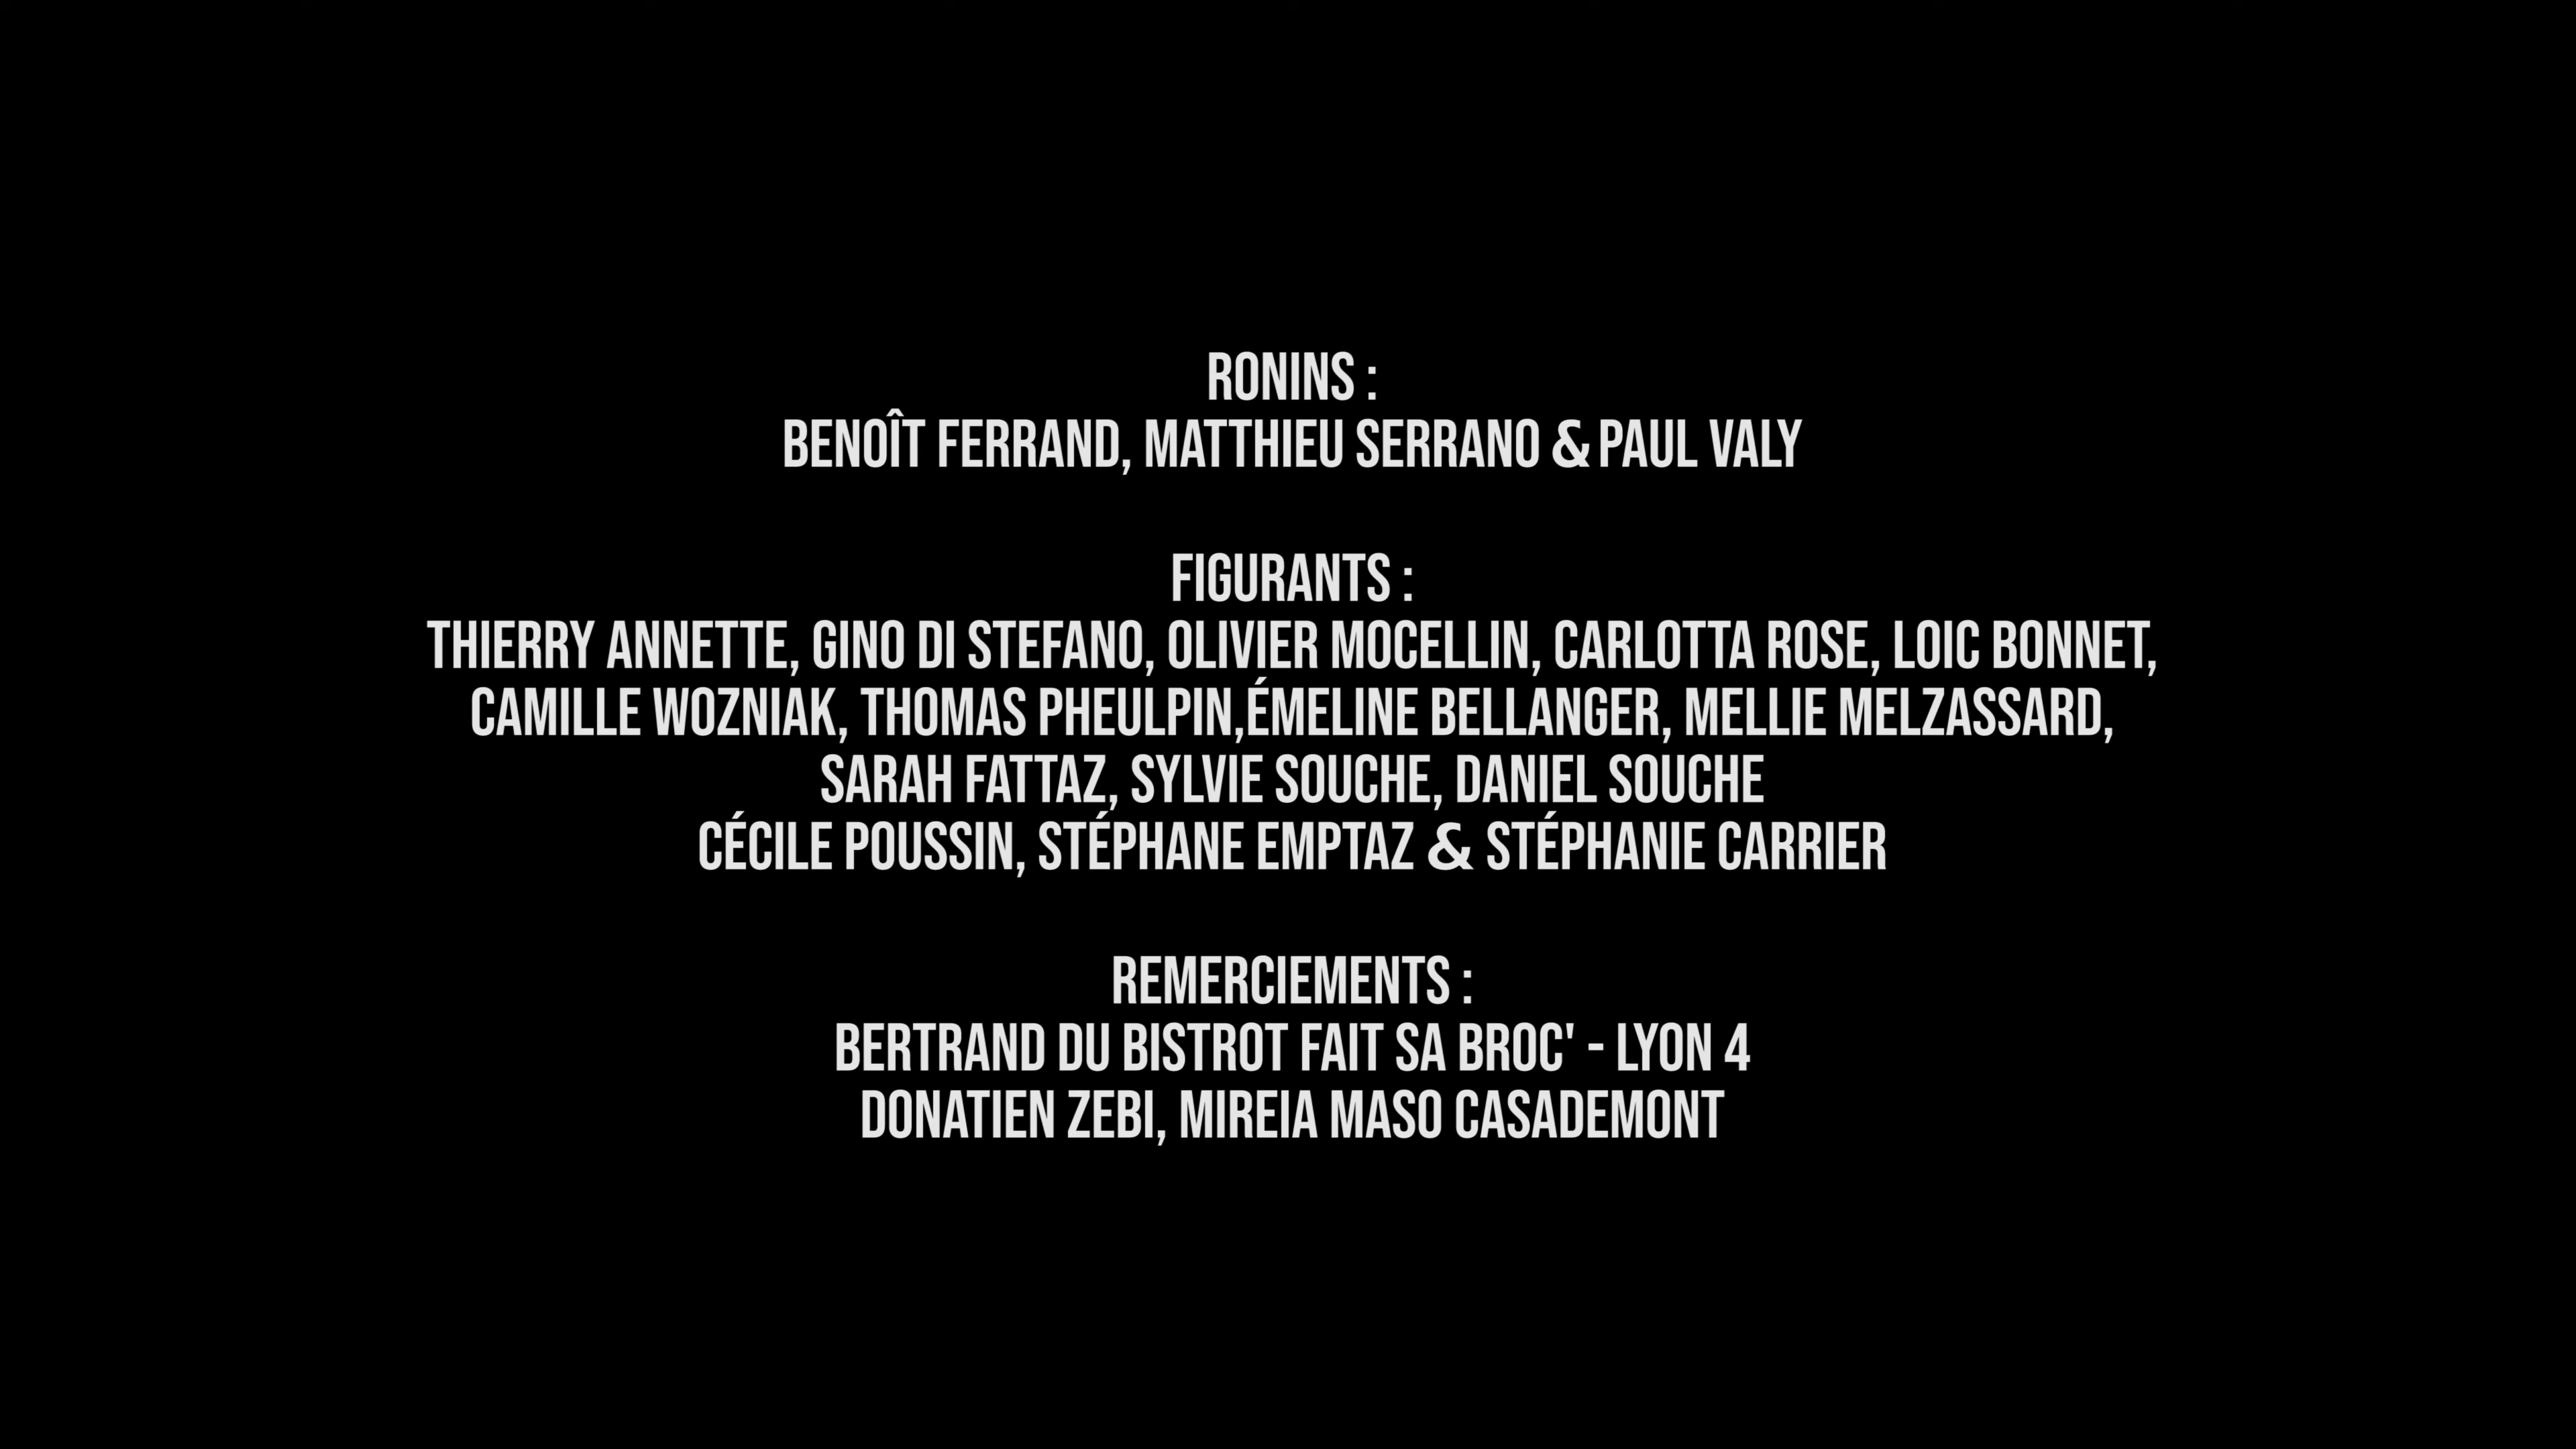 RONINS :
BENOÎT FERRAND, MATTHIEU SERRANO & PAUL VALY
FIGURANTS :
THIERRY ANNETTE, GINO DI STEFANO, OLIVIER MOCELLIN, CARLOTTA ROSE, LOIC BONNET,
CAMILLE WOZNIAK, THOMAS PHEULPIN,ÉMELINE BELLANGER, MELLIE MELZASSARD,
SARAH FATTAZ, SYLVIE SOUCHE, DANIEL SOUCHE
CÉCILE POUSSIN, STÉPHANE EMPTAZ & STÉPHANIE CARRIER
REMERCIEMENTS :
BERTRAND DU BISTROT FAIT SA BROC' - LYON 4
DONATIEN ZEBI, MIREIA MASO CASADEMONT